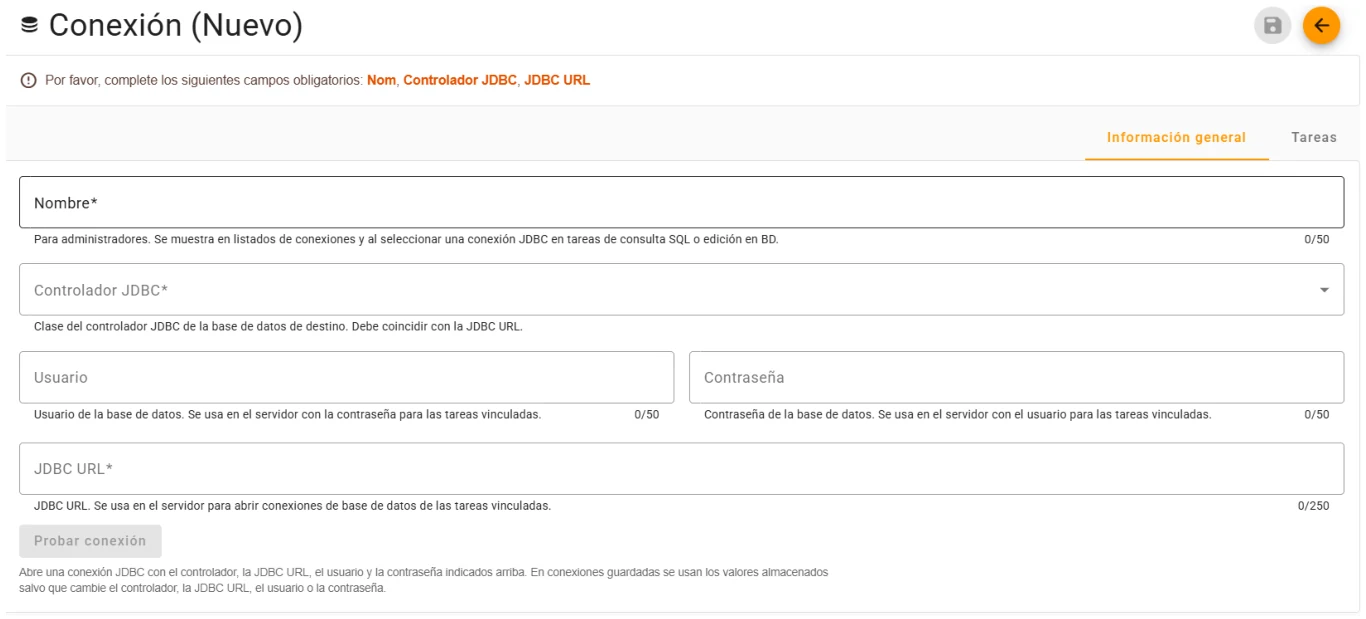 Conexión (Nuevo)
Por favor, complete los siguientes campos obligatorios: Nom, Controlador JDBC, JDBC URL
Información general Tareas
Nombre*
Para administradores. Se muestra en listados de conexiones y al seleccionar una conexión JDBC en tareas de consulta SQL o edición en BD. 0/50
Controlador JDBC*
Clase del controlador JDBC de la base de datos de destino. Debe coincidir con la JDBC URL.
Usuario Contraseña
Usuario de la base de datos. Se usa en el servidor con la contraseña para las tareas vinculadas. 0/50 Contraseña de la base de datos. Se usa en el servidor con el usuario para las tareas vinculadas. 0/50
JDBC URL*
JDBC URL. Se usa en el servidor para abrir conexiones de base de datos de las tareas vinculadas. 0/250
Probar conexión
Abre una conexión JDBC con el controlador, la JDBC URL, el usuario y la contraseña indicados arriba. En conexiones guardadas se usan los valores almacenados
salvo que cambie el controlador, la JDBC URL, el usuario o la contraseña.